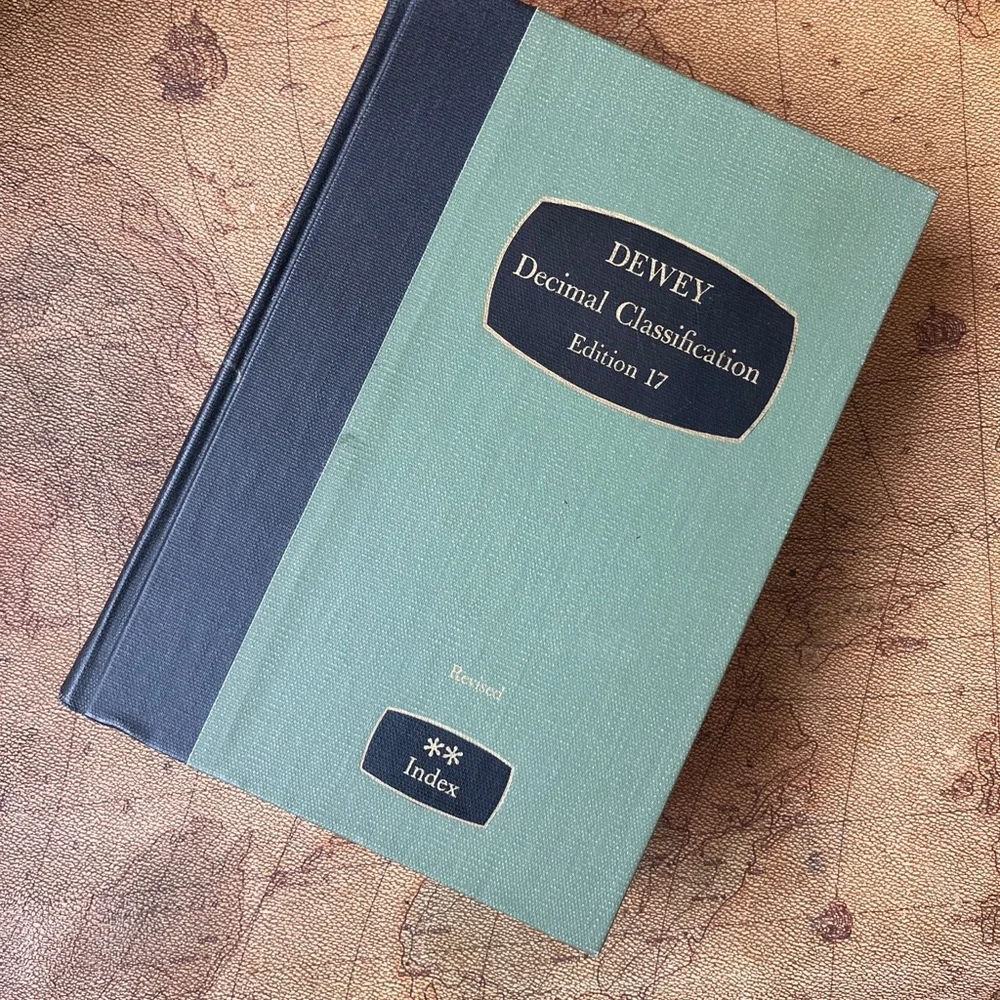 DEWEY
Decimal Classification
Edition 17
Revised
**
Index